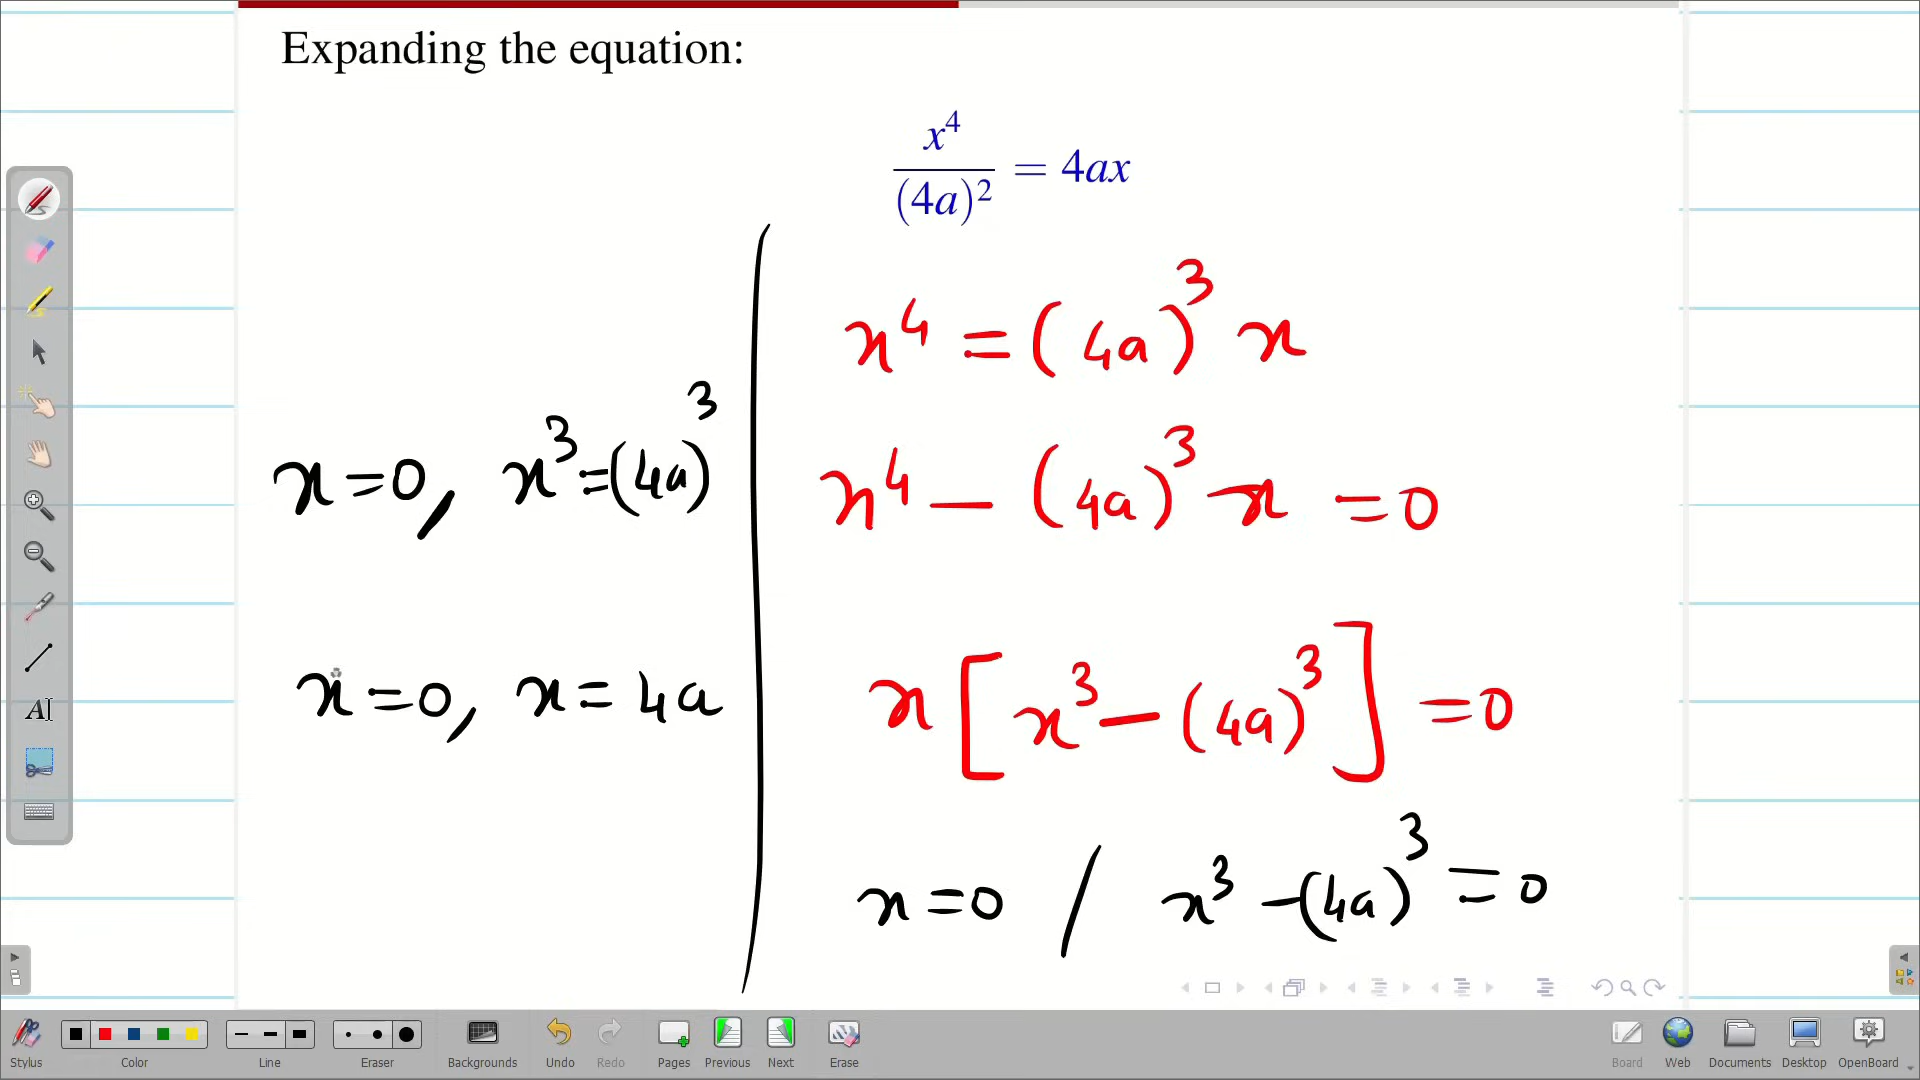 Expanding the equation:
x^4/(4a)^2 = 4ax
x^4 = (4a)^3 x
x^4 - (4a)^3 x = 0
x[x^3 - (4a)^3] = 0
x = 0 / x^3 - (4a)^3 = 0
x = 0, x^3 = (4a)^3
x = 0, x = 4a
A
Stylus Color Line Eraser Backgrounds Undo Redo Pages Previous Next Erase Board Web Documents Desktop OpenBoard